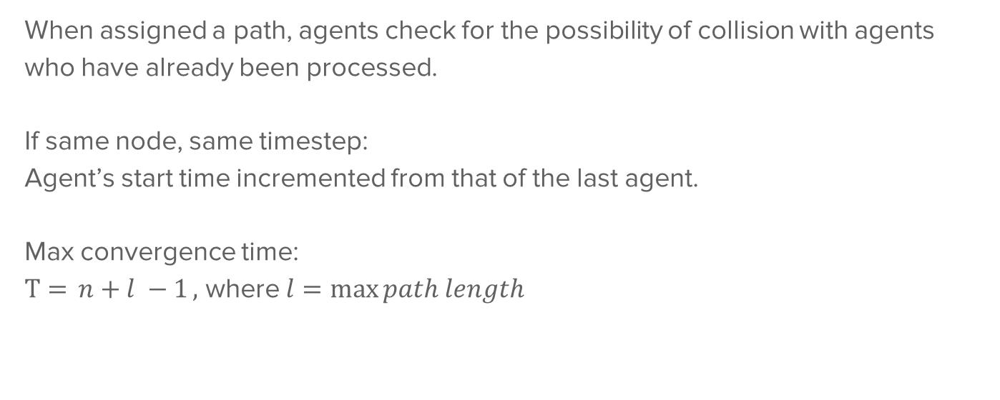 When assigned a path, agents check for the possibility of collision with agents
who have already been processed.
If same node, same timestep:
Agent’s start time incremented from that of the last agent.
Max convergence time:
T = n + l − 1, where l = max path length